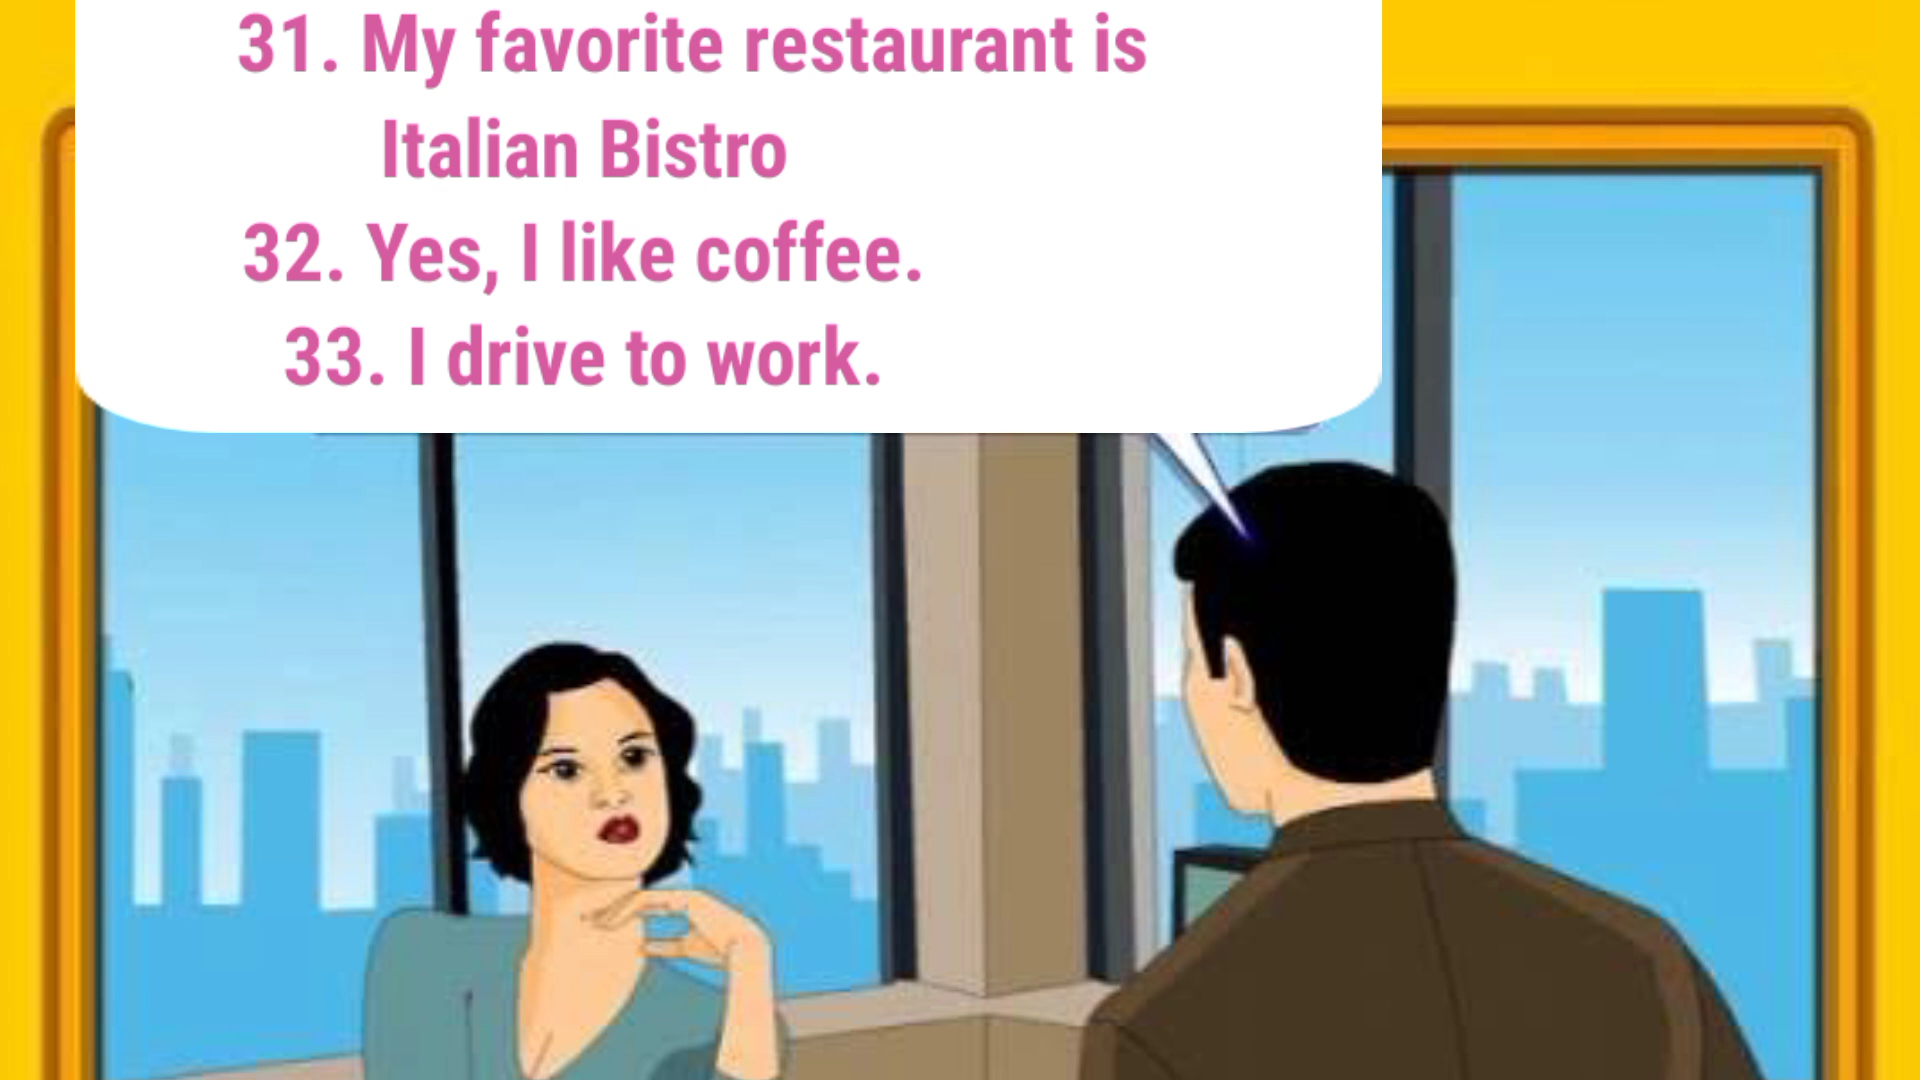 31. My favorite restaurant is
Italian Bistro
32. Yes, I like coffee.
33. I drive to work.